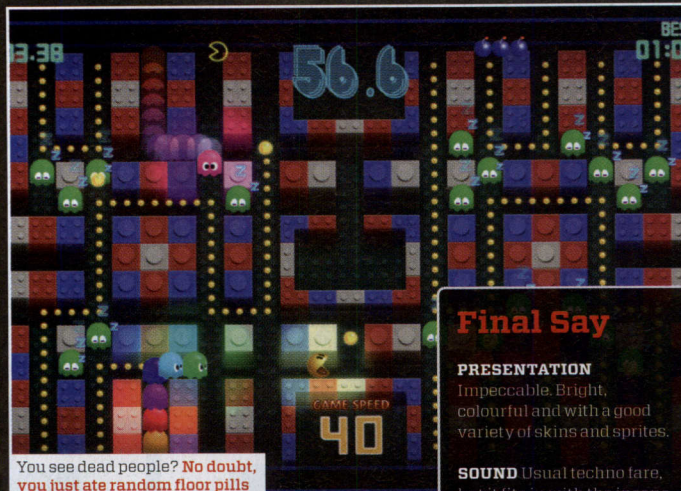 3.38
56.6
BES
01:0
z z z z z z
GAME SPEED
40
You see dead people? No doubt,
you just ate random floor pills
Final Say
PRESENTATION
Impeccable. Bright,
colourful and with a good
variety of skins and sprites.
SOUND Usual techno fare,